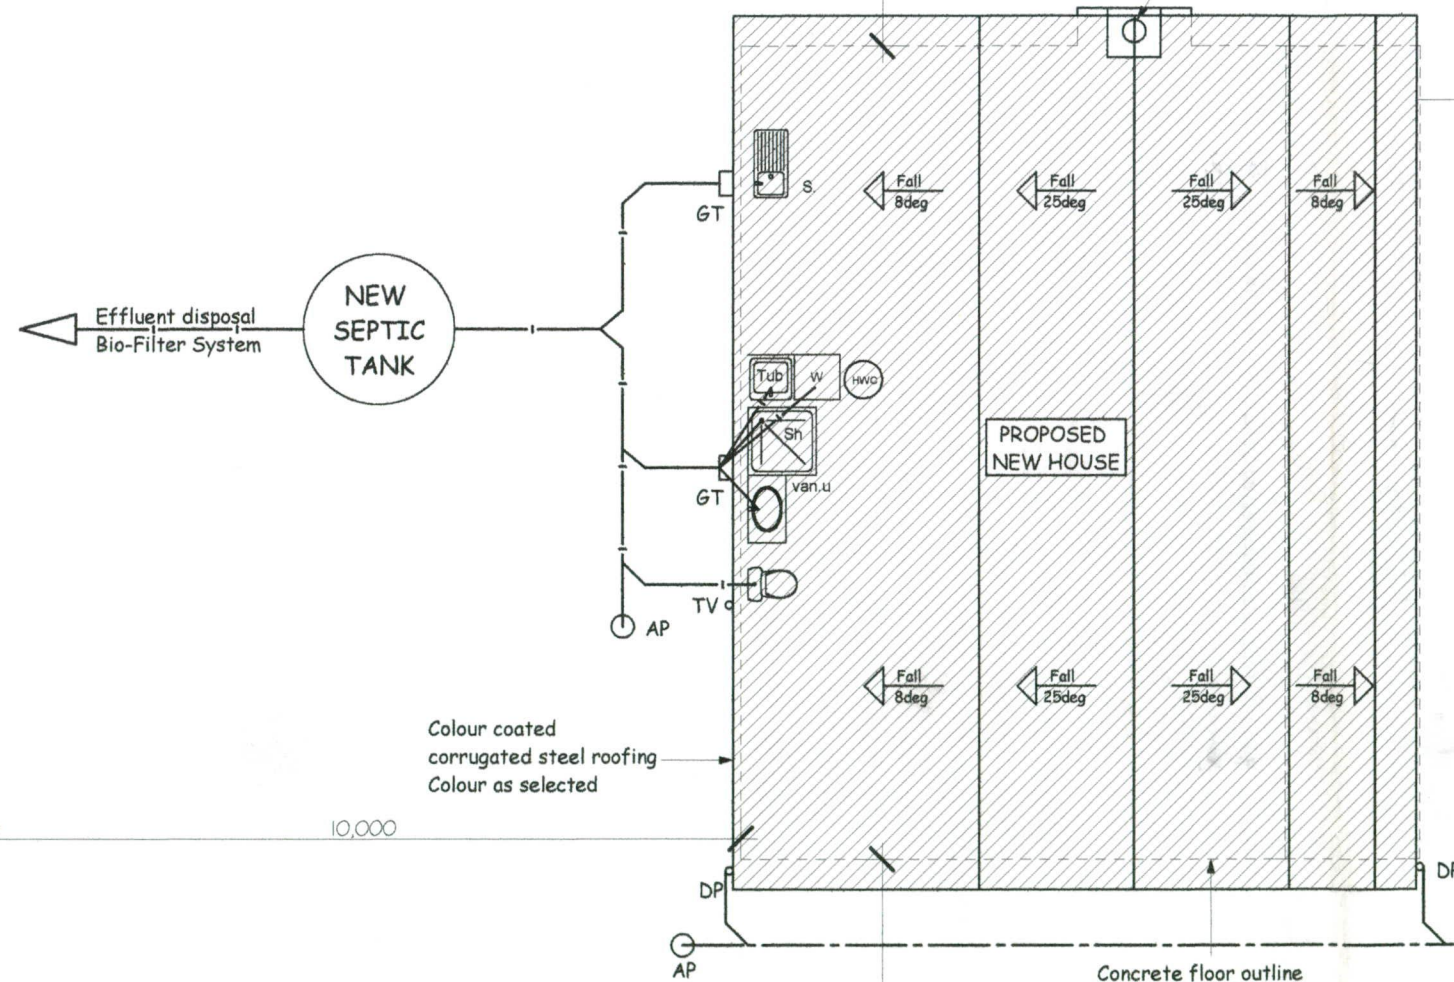 S.
GT
Fall
8deg
Fall
25deg
Fall
25deg
Fall
8deg
Effluent disposal
Bio-Filter System
NEW
SEPTIC
TANK
Tub
W
HWC
Sh
van.u
GT
PROPOSED
NEW HOUSE
TV
AP
Fall
8deg
Fall
25deg
Fall
25deg
Fall
8deg
Colour coated
corrugated steel roofing
Colour as selected
10,000
DP
DP
AP
Concrete floor outline